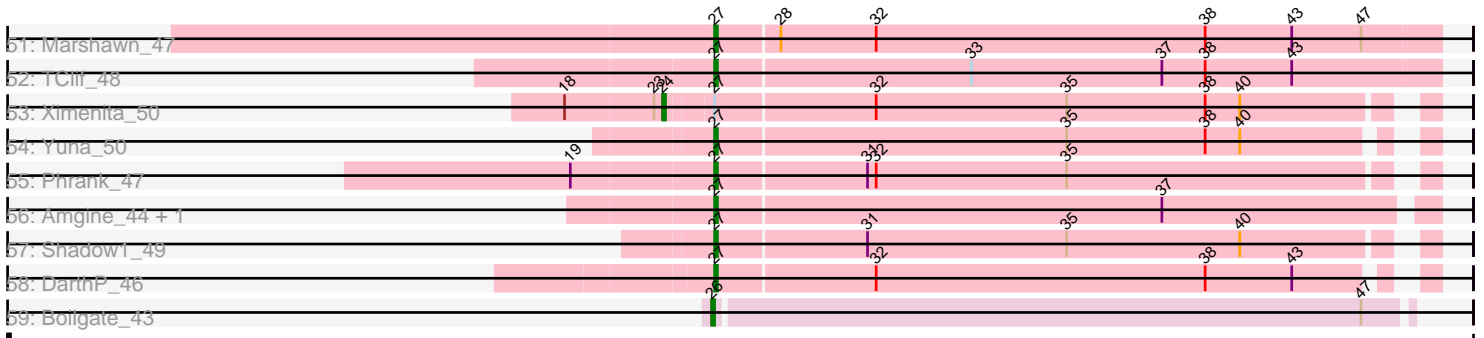 27 28 32 38 43 47
51: Marshawn_47
27 33 37 38 43
52: TClif_48
18 23 24 27 32 35 38 40
53: Ximenita_50
27 35 38 40
54: Yuna_50
19 27 31 32 35
55: Phrank_47
27 37
56: Amgine_44 + 1
27 31 35 40
57: Shadow1_49
27 32 38 43
58: DarthP_46
26 47
59: Bollgate_43